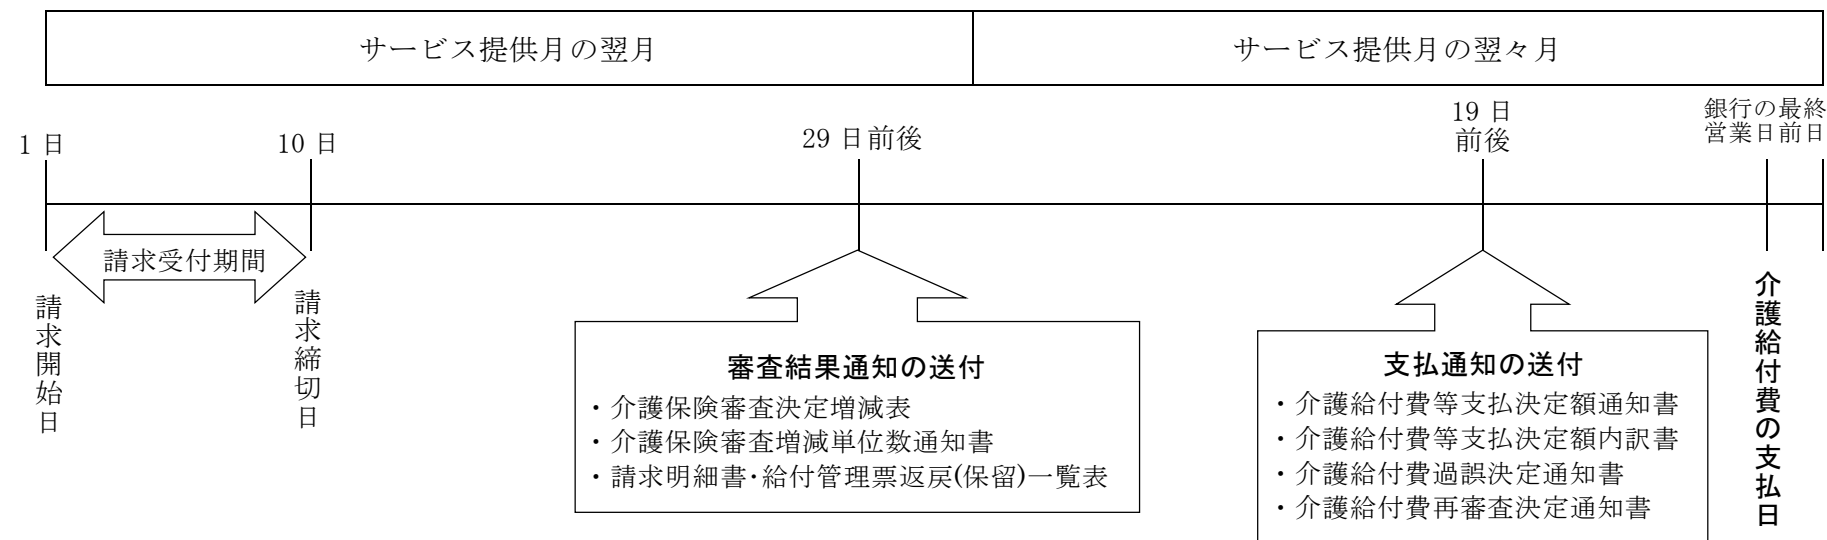 サービス提供月の翌月
サービス提供月の翌々月
1 日
10 日
29 日前後
19 日
前後
銀行の最終
営業日前日
請求受付期間
請求開始日
請求締切日
審査結果通知の送付
・介護保険審査決定増減表
・介護保険審査増減単位数通知書
・請求明細書・給付管理票返戻(保留)一覧表
支払通知の送付
・介護給付費等支払決定額通知書
・介護給付費等支払決定額内訳書
・介護給付費過誤決定通知書
・介護給付費再審査決定通知書
介護給付費の支払日